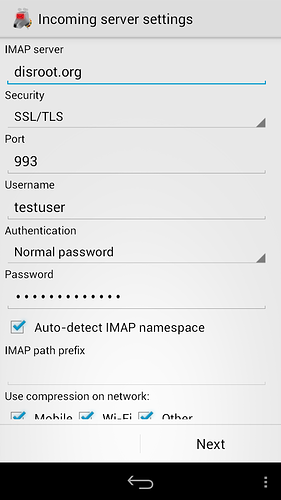 Incoming server settings
IMAP server
disroot.org
Security
SSL/TLS
Port
993
Username
testuser
Authentication
Normal password
Password
•••••••••••••
Auto-detect IMAP namespace
IMAP path prefix
Use compression on network:
Mobile Wi-Fi Other
Next